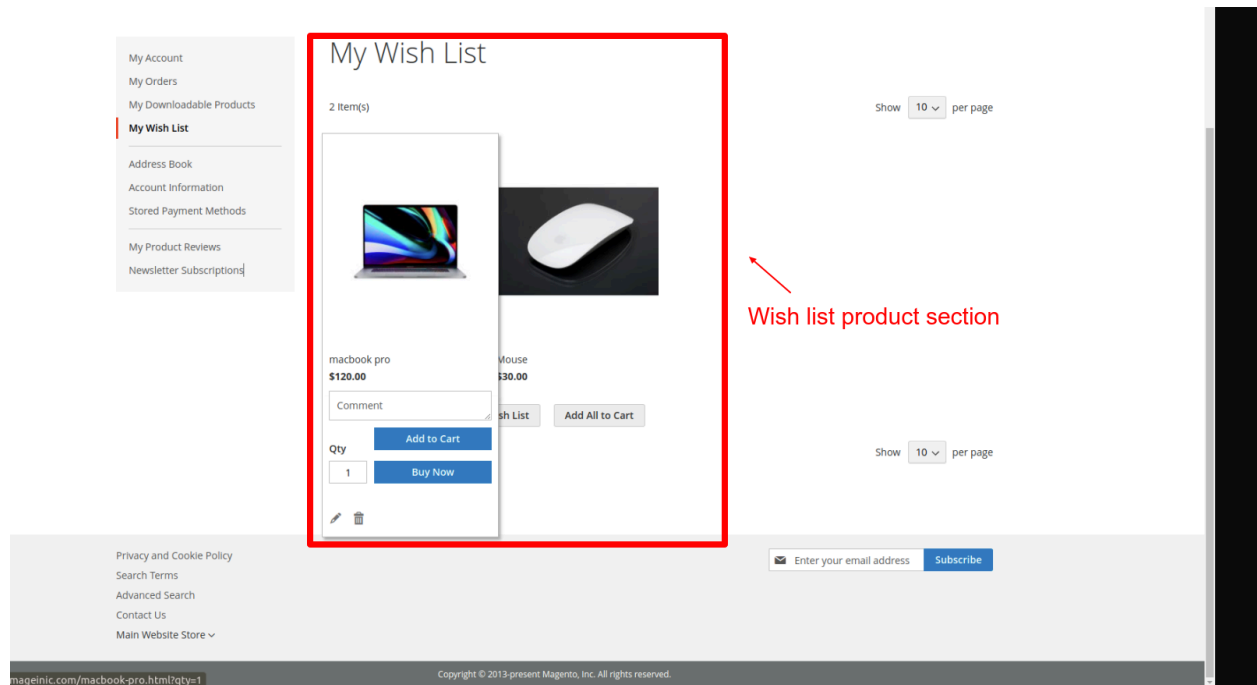 My Account
My Orders
My Downloadable Products
My Wish List
Address Book
Account Information
Stored Payment Methods
My Product Reviews
Newsletter Subscriptions
My Wish List
2 Item(s)
Show 10 per page
macbook pro
$120.00
Comment
Qty
Add to Cart
1
Buy Now
Mouse
$30.00
sh List
Add All to Cart
Wish list product section
Show 10 per page
Privacy and Cookie Policy
Search Terms
Advanced Search
Contact Us
Main Website Store
Enter your email address
Subscribe
Copyright © 2013-present Magento, Inc. All rights reserved.
mageinic.com/macbook-pro.html?qty=1